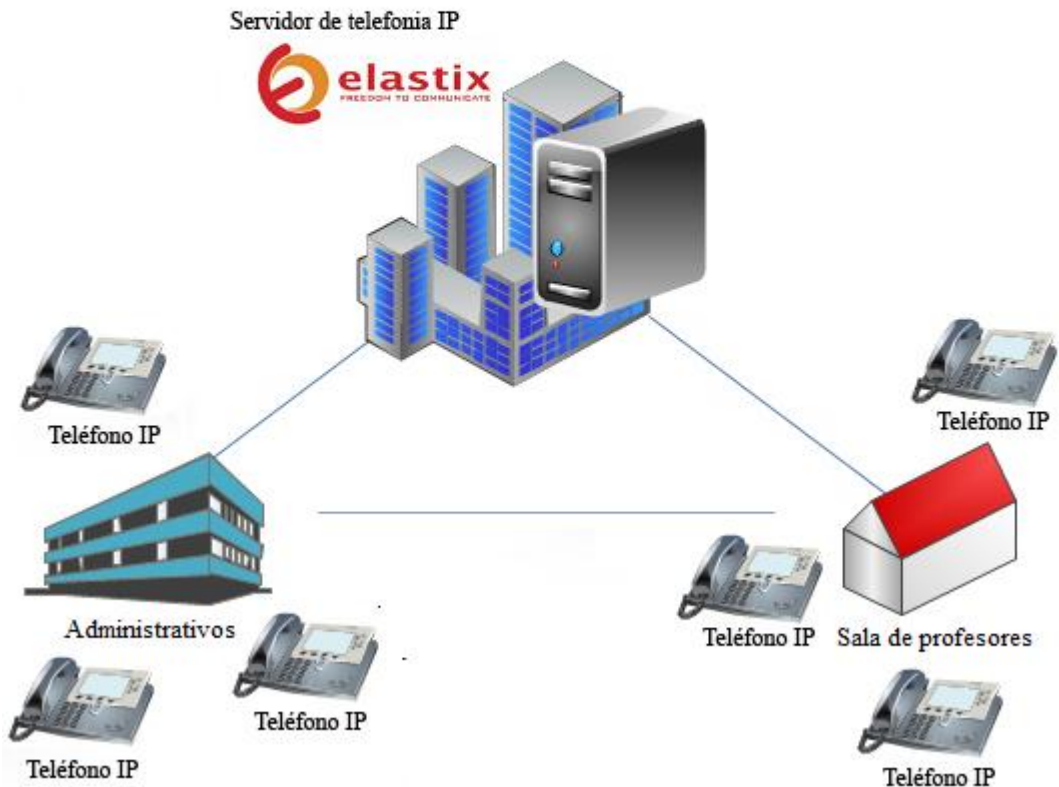 Servidor de telefonia IP
elastix
FREEDOM TO COMMUNICATE
Teléfono IP
Teléfono IP
Administrativos
Teléfono IP
Sala de profesores
Teléfono IP
Teléfono IP
Teléfono IP